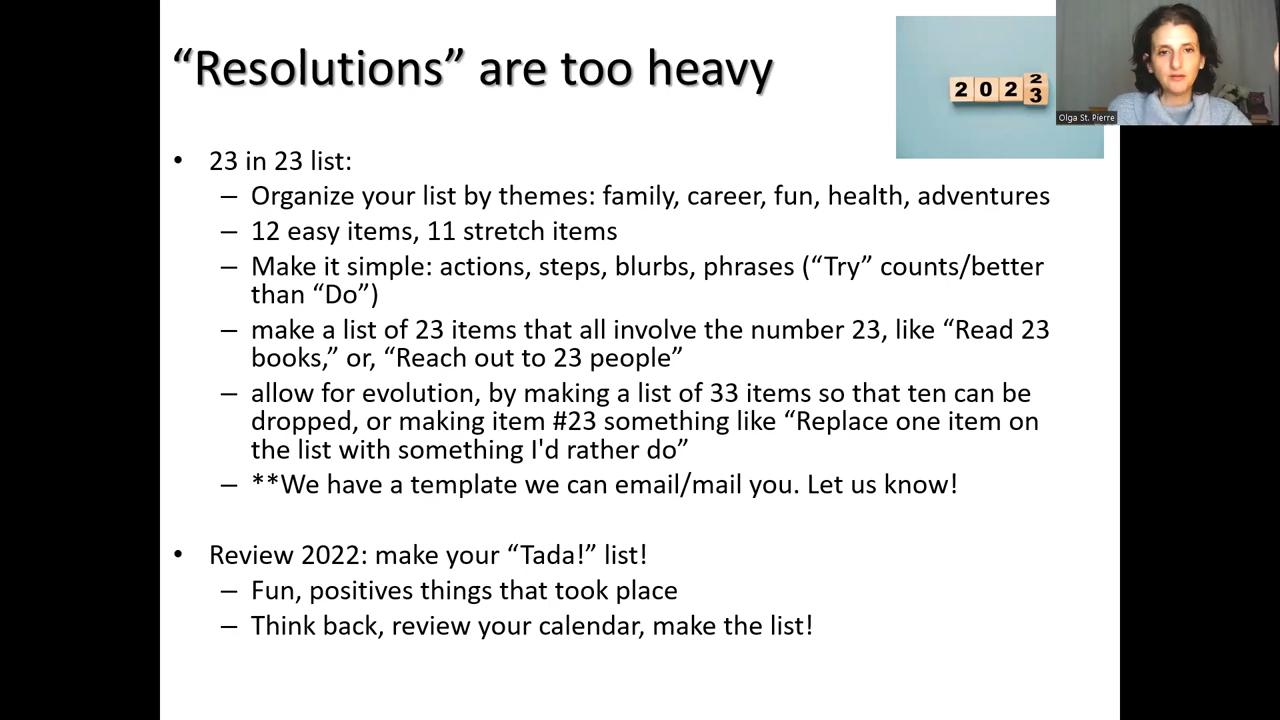 “Resolutions” are too heavy
2 0 2 2
3
Olga St. Pierre
• 23 in 23 list:
– Organize your list by themes: family, career, fun, health, adventures
– 12 easy items, 11 stretch items
– Make it simple: actions, steps, blurbs, phrases (“Try” counts/better
than “Do”)
– make a list of 23 items that all involve the number 23, like “Read 23
books,” or, “Reach out to 23 people”
– allow for evolution, by making a list of 33 items so that ten can be
dropped, or making item #23 something like “Replace one item on
the list with something I'd rather do”
– **We have a template we can email/mail you. Let us know!
• Review 2022: make your “Tada!” list!
– Fun, positives things that took place
– Think back, review your calendar, make the list!